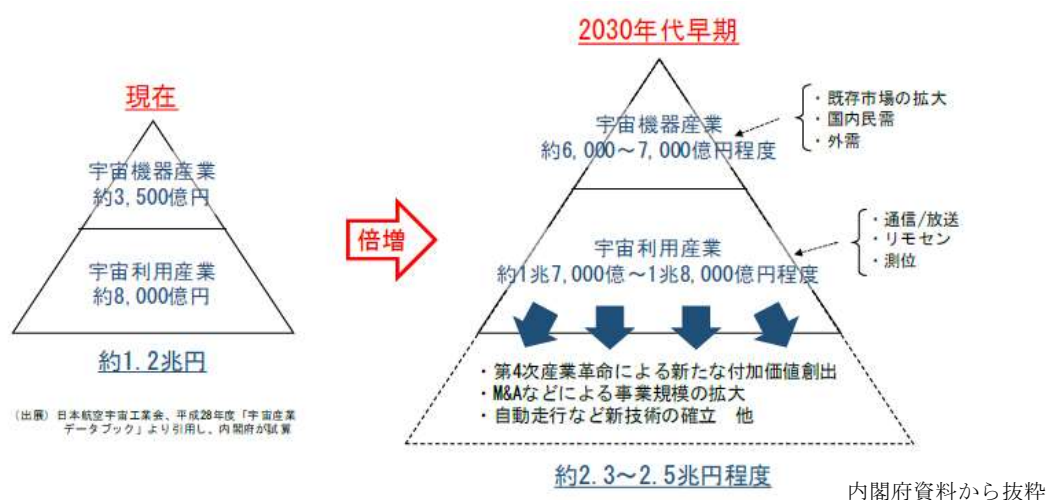 2030年代早期
現在
宇宙機器産業
約3,500億円
宇宙利用産業
約8,000億円
約1.2兆円
(出展) 日本航空宇宙工業会、平成28年度「宇宙産業
データブック」より引用し、内閣府が試算
倍増
宇宙機器産業
約6,000～7,000億円程度
・既存市場の拡大
・国内民需
・外需
宇宙利用産業
約1兆7,000億～1兆8,000億円程度
・通信/放送
・リモセン
・測位
・第4次産業革命による新たな付加価値創出
・M&Aなどによる事業規模の拡大
・自動走行など新技術の確立 他
約2.3～2.5兆円程度
内閣府資料から抜粋